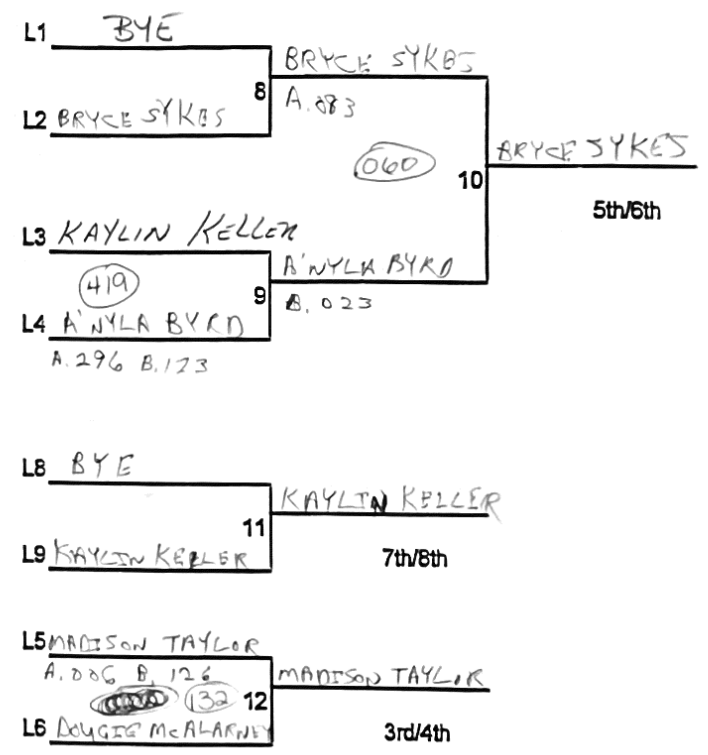 L1 BYE
BRYCE SYKES
8
A.083
L2 BRYCE SYKES
060
10
BRYCE SYKES
5th/6th
L3 KAYLIN KELLER
419
9
A'NYLA BYRD
B. 023
L4 A'NYLA BYRD
A.296 B.123
L8 BYE
KAYLIN KELLER
11
L9 KAYLIN KELLER
7th/8th
L5 MADISON TAYLOR
A.006 B. 126
132
12
MADISON TAYLOR
L6 DOUGIE McALARNEY
3rd/4th